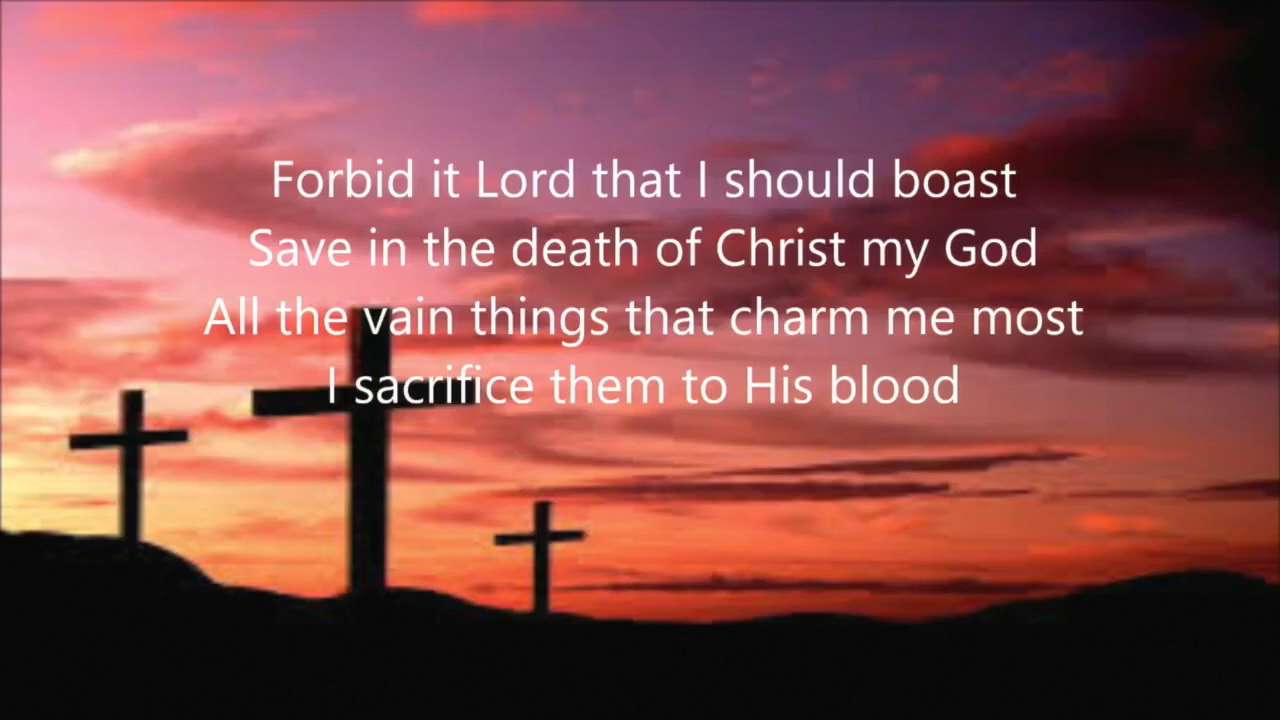 Forbid it Lord that I should boast
Save in the death of Christ my God
All the vain things that charm me most
I sacrifice them to His blood